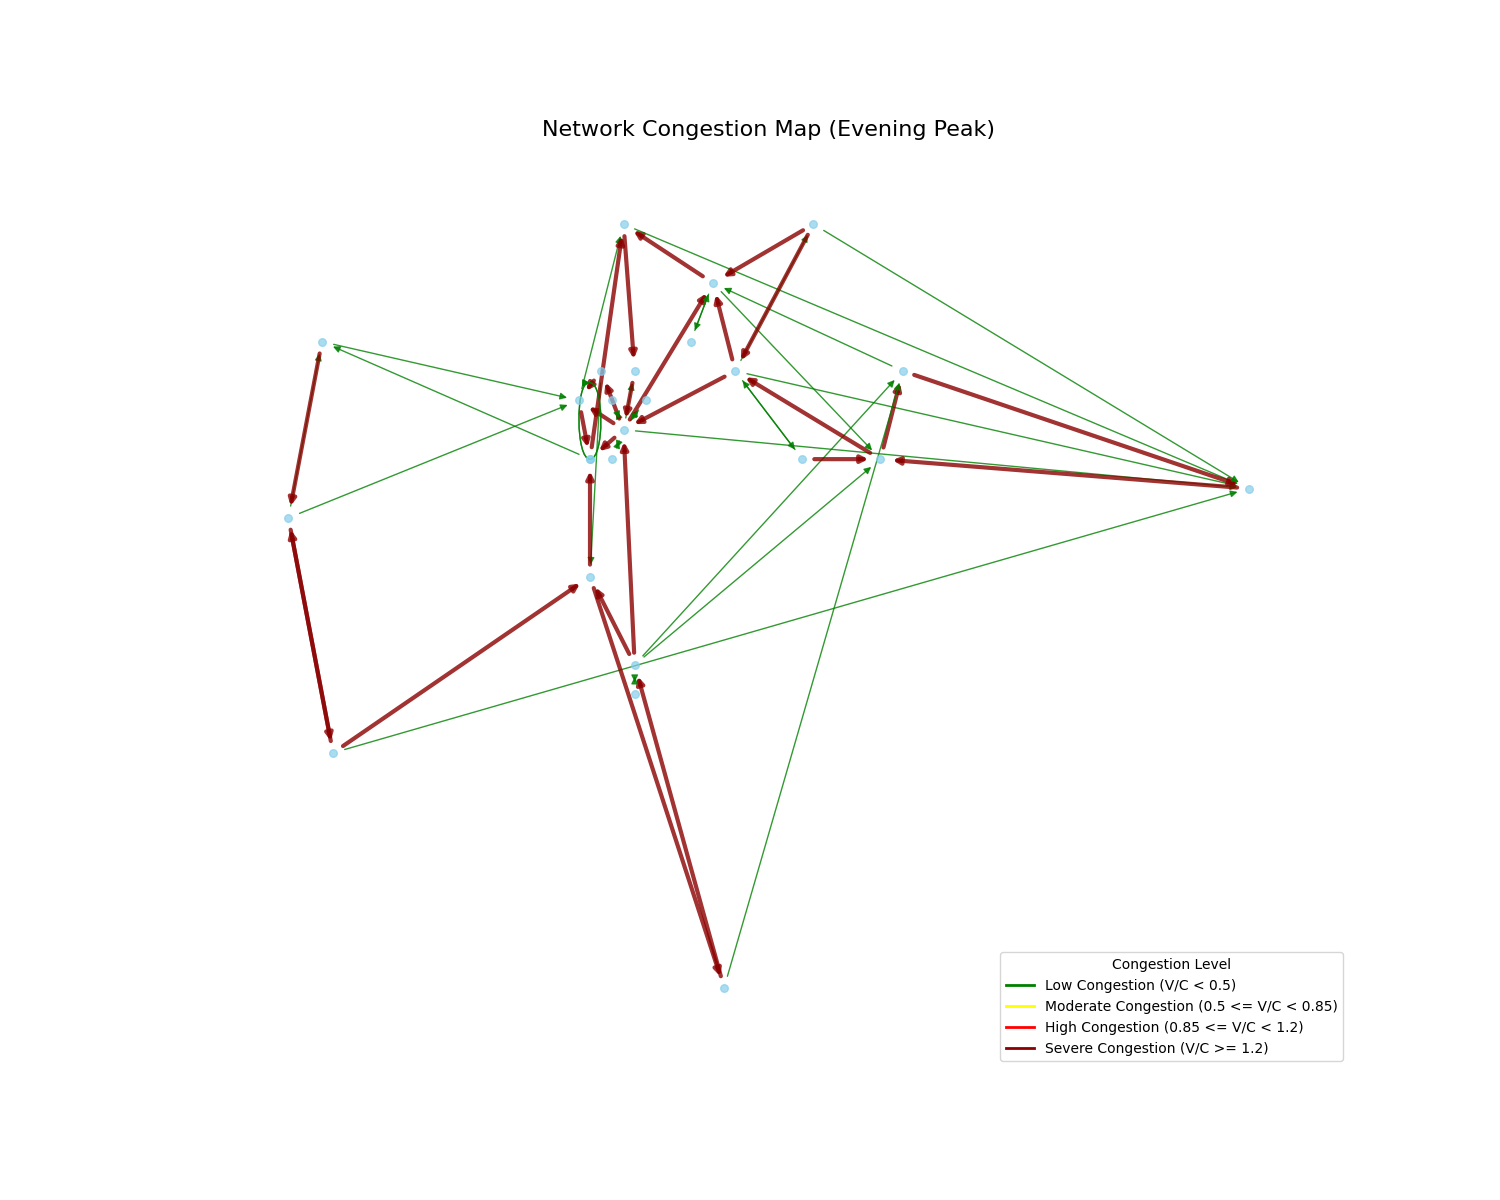 Network Congestion Map (Evening Peak)
Congestion Level
Low Congestion (V/C < 0.5)
Moderate Congestion (0.5 <= V/C < 0.85)
High Congestion (0.85 <= V/C < 1.2)
Severe Congestion (V/C >= 1.2)